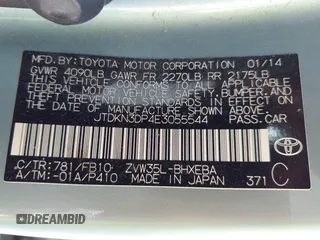 MFD.BY:TOYOTA MOTOR CORPORATION 01/14
GVWR 4090LB GAWR FR 2270LB RR 2175LB
THIS VEHICLE CONFORMS TO ALL APPLICABLE
FEDERAL MOTOR VEHICLE SAFETY, BUMPER, AND
THEFT PREVENTION STANDARDS IN EFFECT ON
THE DATE OF MANUFACTURE SHOWN ABOVE.
JTDKN3DP4E3055544 PASS.CAR
C/TR:781/FB10 ZVW35L-BHXEBA
A/TM:-01A/P410 MADE IN JAPAN 371 C
TOYOTA
© DREAMBID